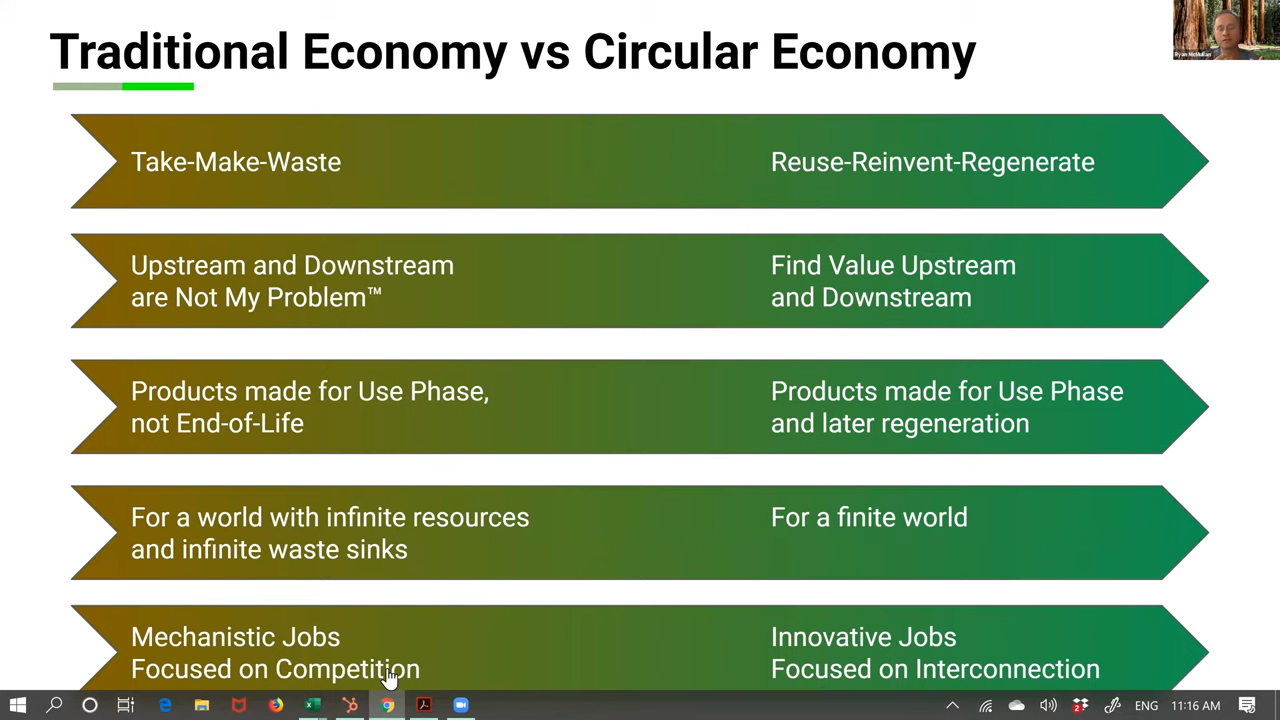 Traditional Economy vs Circular Economy
Ryan McMullan
Take-Make-Waste
Reuse-Reinvent-Regenerate
Upstream and Downstream
are Not My Problem™
Find Value Upstream
and Downstream
Products made for Use Phase,
not End-of-Life
Products made for Use Phase
and later regeneration
For a world with infinite resources
and infinite waste sinks
For a finite world
Mechanistic Jobs
Focused on Competition
Innovative Jobs
Focused on Interconnection
2
ENG
11:16 AM